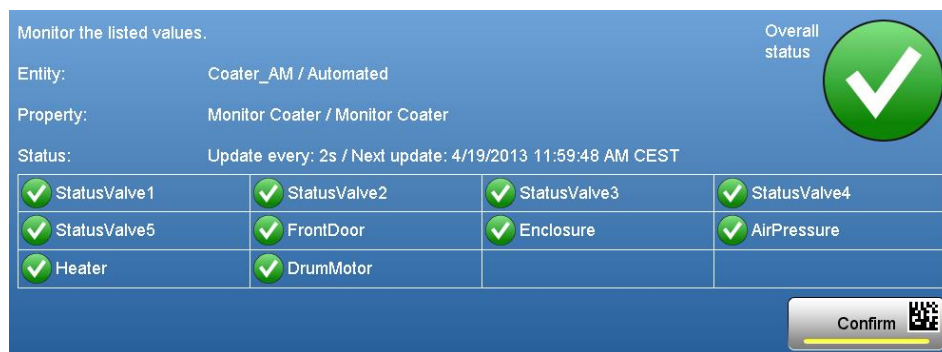 Monitor the listed values.
Overall
status
Entity: Coater_AM / Automated
Property: Monitor Coater / Monitor Coater
Status: Update every: 2s / Next update: 4/19/2013 11:59:48 AM CEST
StatusValve1 StatusValve2 StatusValve3 StatusValve4
StatusValve5 FrontDoor Enclosure AirPressure
Heater DrumMotor
Confirm